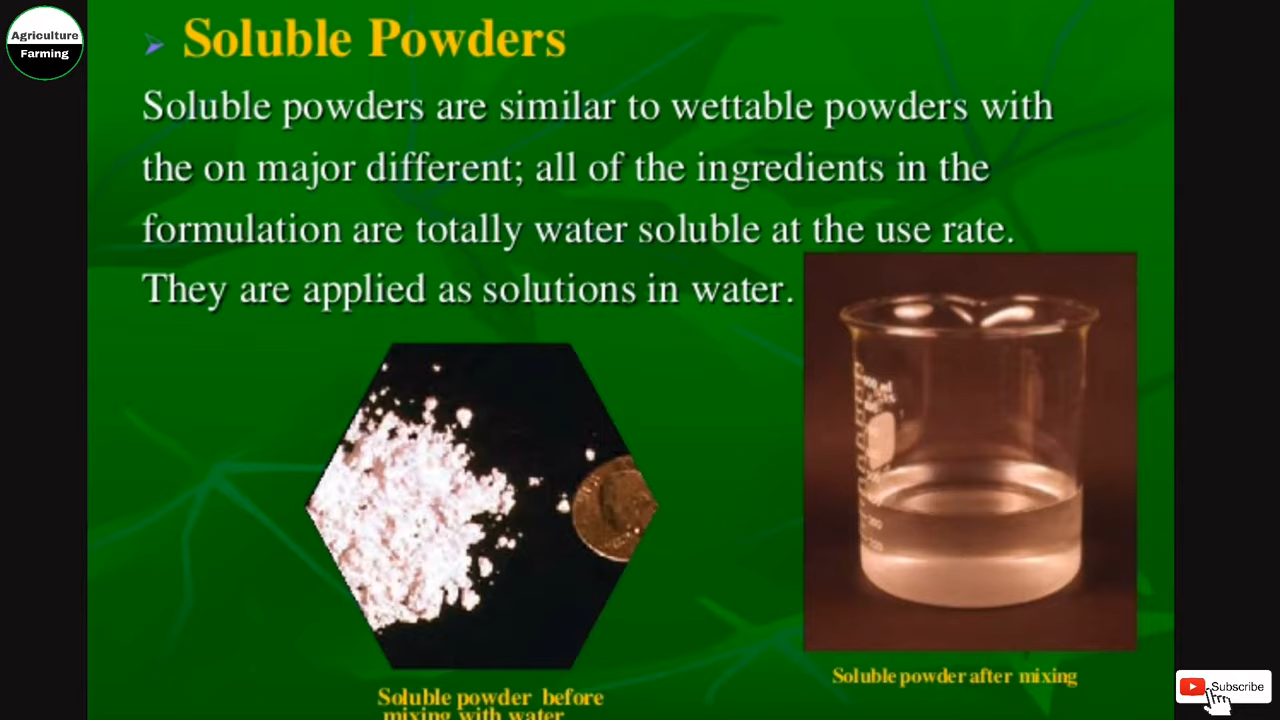 Agriculture
Farming
Soluble Powders
Soluble powders are similar to wettable powders with
the on major different; all of the ingredients in the
formulation are totally water soluble at the use rate.
They are applied as solutions in water.
Soluble powder after mixing
Soluble powder before
mixing with water
Subscribe